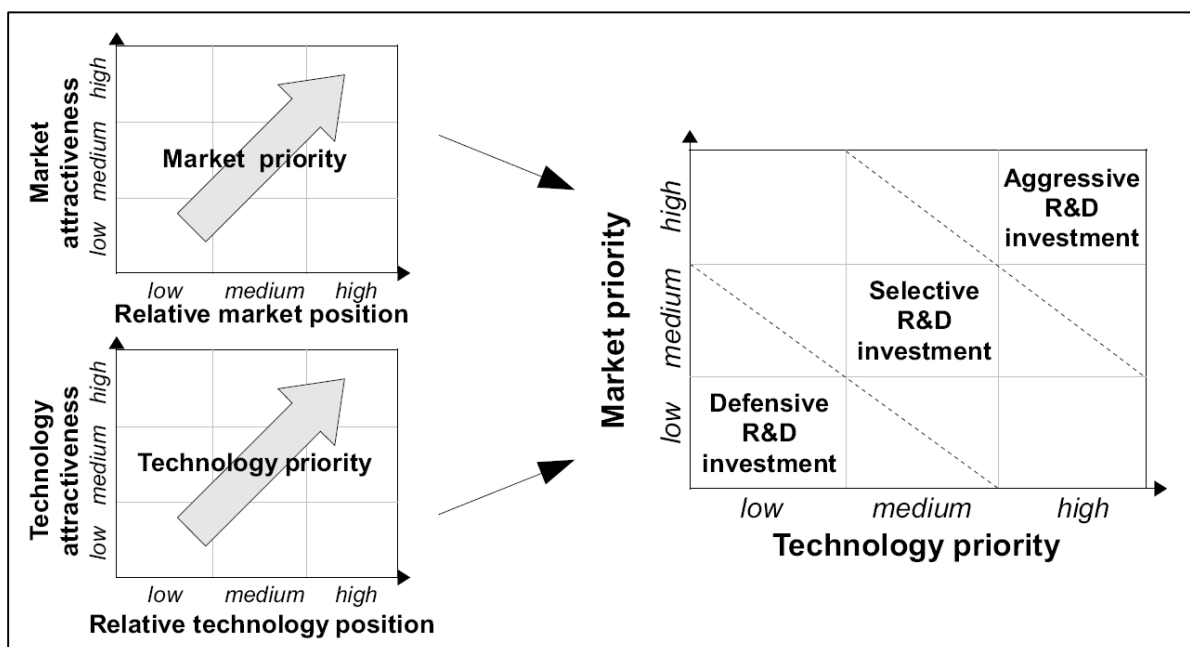 Market
attractiveness
high
medium
low
Market priority
low
medium
high
Relative market position
Technology
attractiveness
high
medium
low
Technology priority
low
medium
high
Relative technology position
Market priority
high
medium
low
Aggressive
R&D
investment
Selective
R&D
investment
Defensive
R&D
investment
low
medium
high
Technology priority